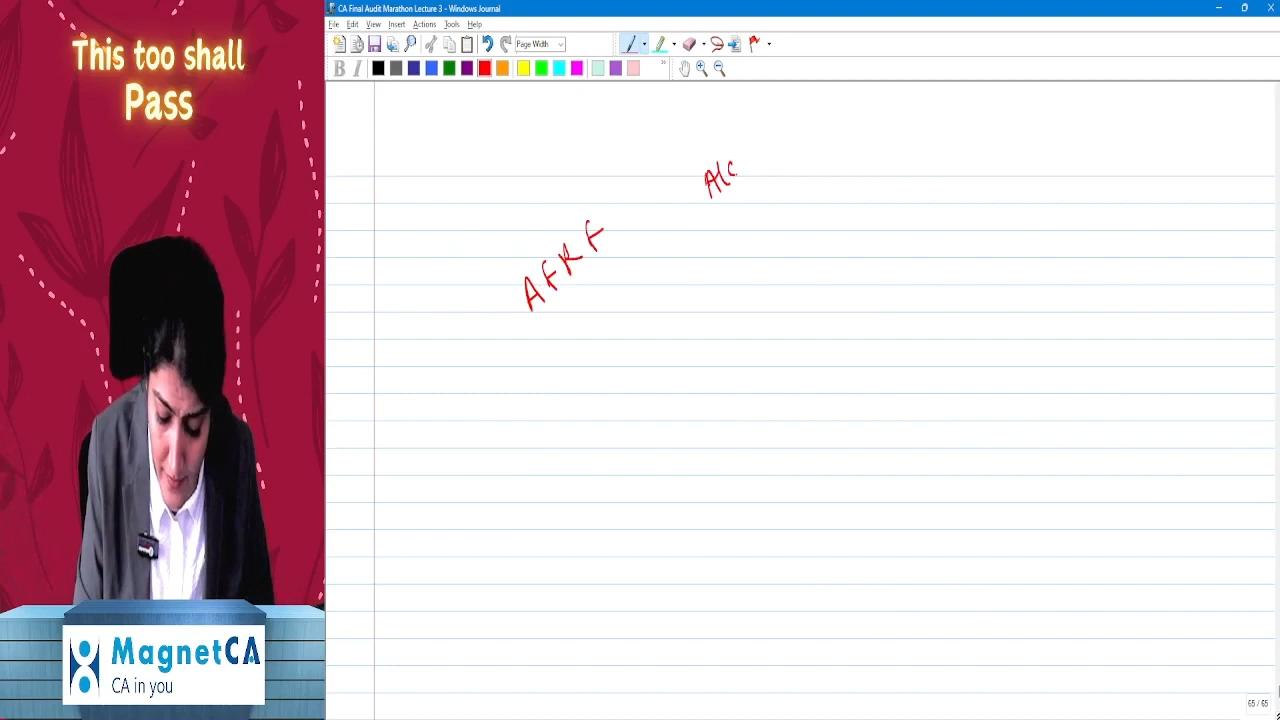 This too shall
Pass
CA Final Audit Marathon Lecture 3 - Windows Journal
File Edit View Insert Actions Tools Help
Page Width
B I
A/c
AFRF
MagnetCA
CA in you
65 / 65